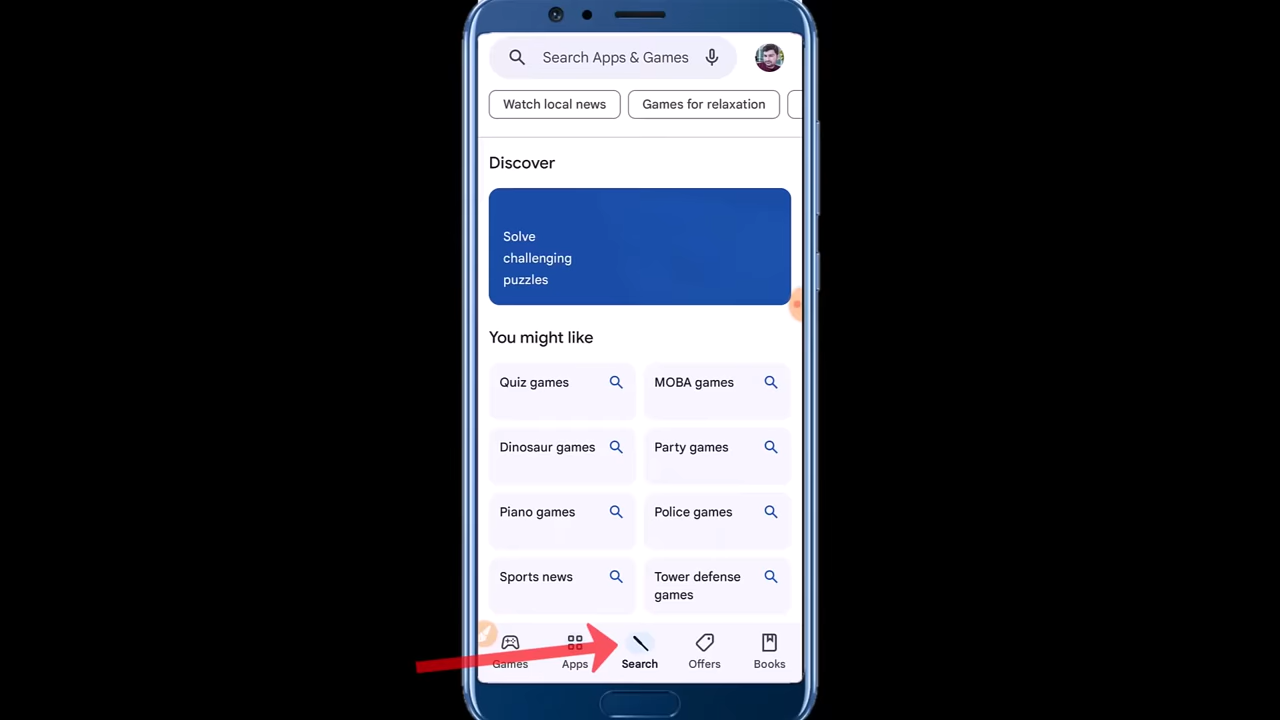 Search Apps & Games
Watch local news
Games for relaxation
Discover
Solve
challenging
puzzles
You might like
Quiz games
MOBA games
Dinosaur games
Party games
Piano games
Police games
Sports news
Tower defense
games
Games
Apps
Search
Offers
Books